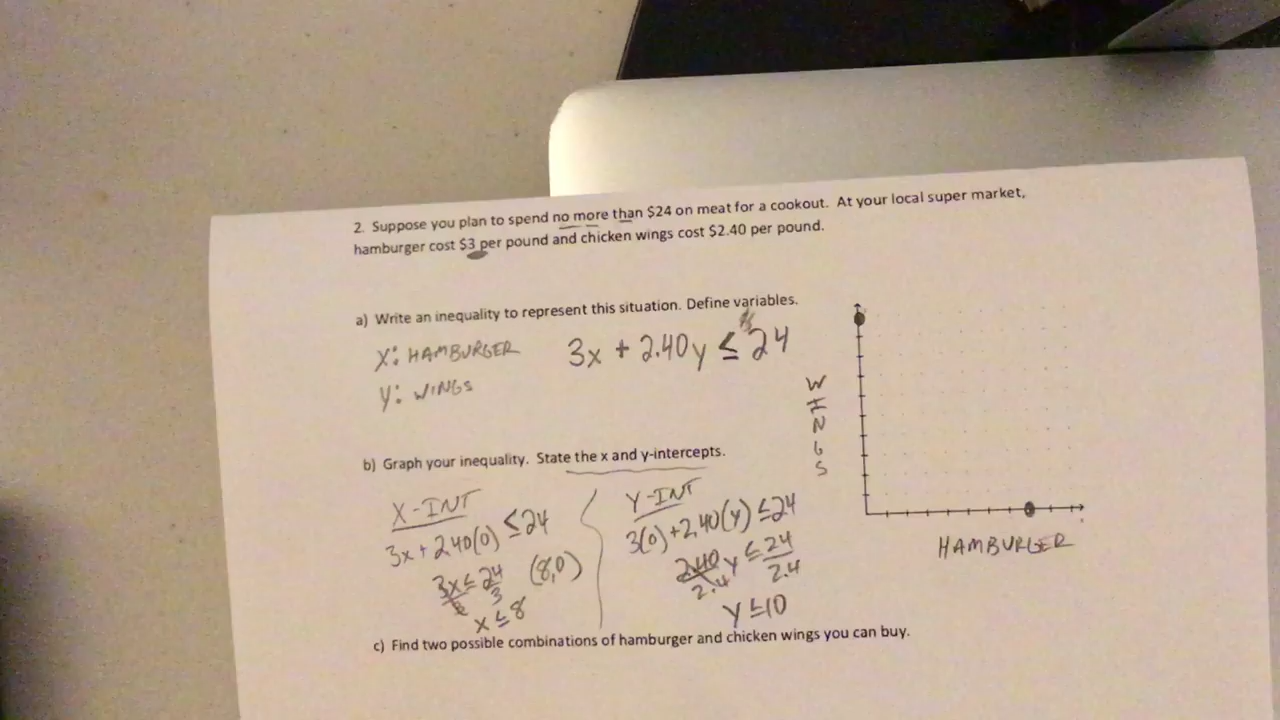 2. Suppose you plan to spend no more than $24 on meat for a cookout. At your local super market,
hamburger cost $3 per pound and chicken wings cost $2.40 per pound.
a) Write an inequality to represent this situation. Define variables.
X: HAMBURGER
3x + 2.40y ≤ 24
Y: WINGS
WINGS
HAMBURGER
b) Graph your inequality. State the x and y-intercepts.
X-INT
3x + 2.40(0) ≤ 24
3x ≤ 24
3 3
(8,0)
x ≤ 8
Y-INT
3(0) + 2.40(y) ≤ 24
2.40y ≤ 24
2.4 2.4
y ≤ 10
c) Find two possible combinations of hamburger and chicken wings you can buy.